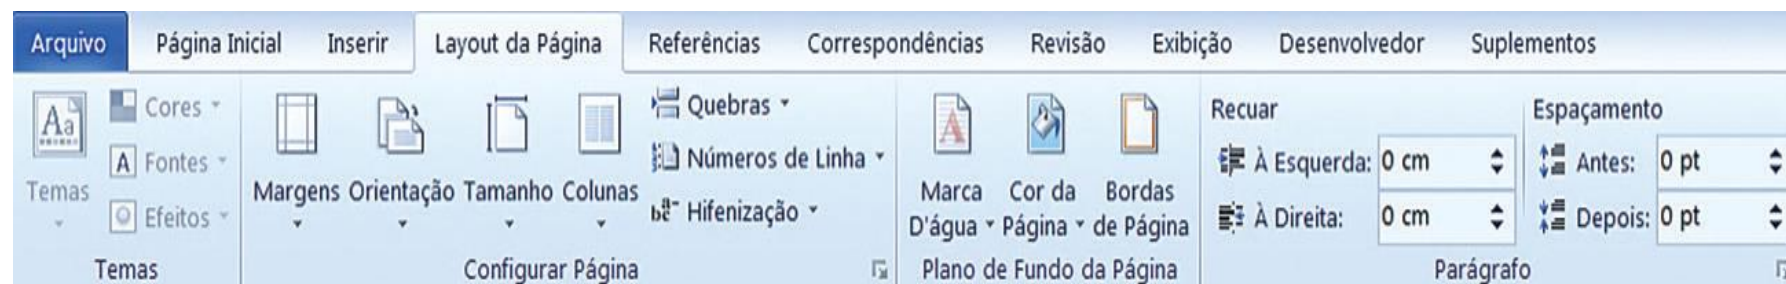 Arquivo Página Inicial Inserir Layout da Página Referências Correspondências Revisão Exibição Desenvolvedor Suplementos
Aa
Temas
Cores
A Fontes
Efeitos
Temas
Margens Orientação Tamanho Colunas
Quebras
Números de Linha
Hifenização
Configurar Página
Marca D'água
Cor da Página
Bordas de Página
Plano de Fundo da Página
Recuar
À Esquerda: 0 cm
À Direita: 0 cm
Espaçamento
Antes: 0 pt
Depois: 0 pt
Parágrafo